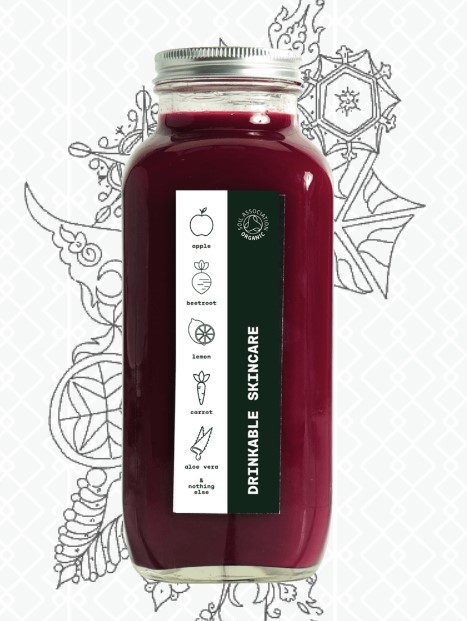 apple
beetroot
lemon
carrot
aloe vera
&
nothing
else
SOIL ASSOCIATION
ORGANIC
DRINKABLE SKINCARE